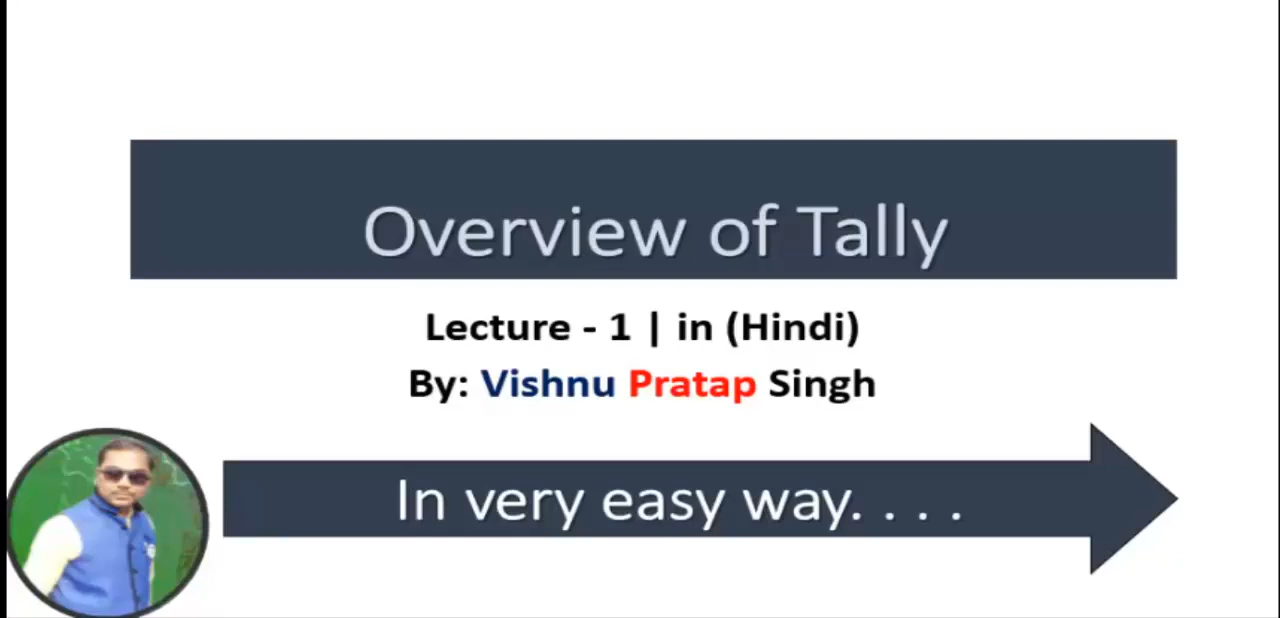 Overview of Tally
Lecture - 1 | in (Hindi)
By: Vishnu Pratap Singh
In very easy way. . . .